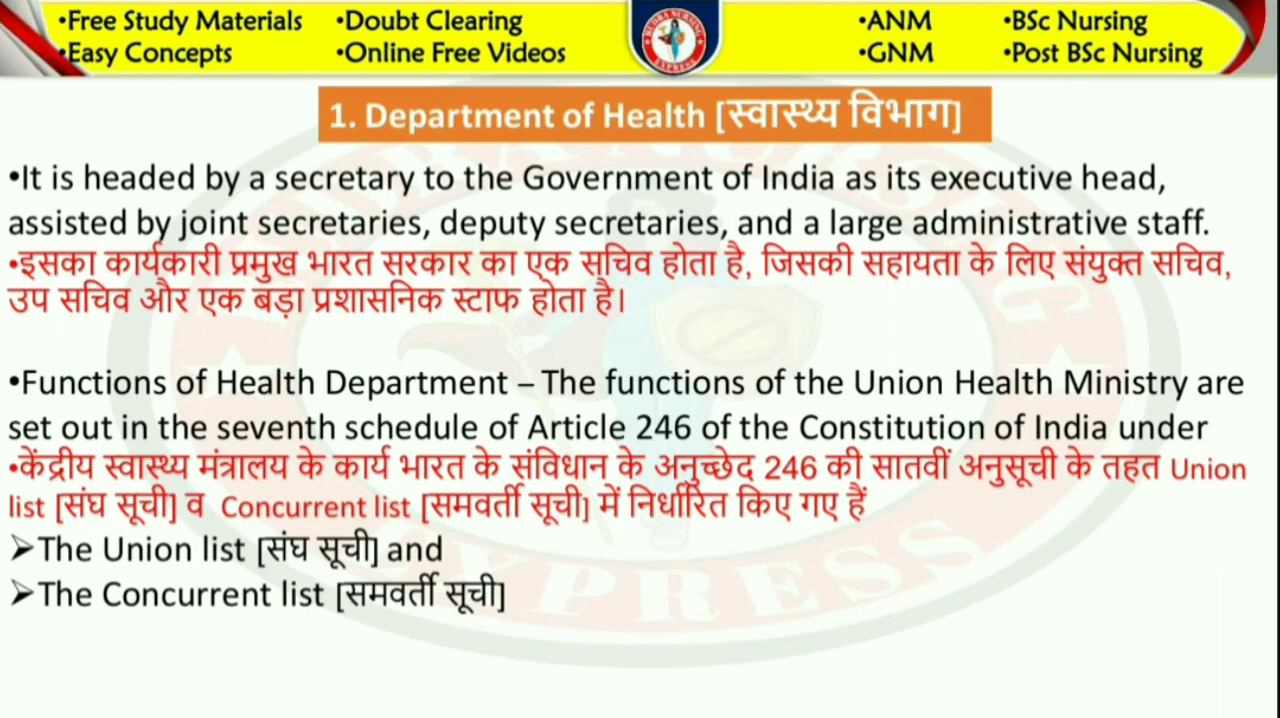 •Free Study Materials •Doubt Clearing •ANM •BSc Nursing
•Easy Concepts •Online Free Videos •GNM •Post BSc Nursing
RUDRA NURSING
EXPRESS
1. Department of Health [स्वास्थ्य विभाग]
•It is headed by a secretary to the Government of India as its executive head,
assisted by joint secretaries, deputy secretaries, and a large administrative staff.
•इसका कार्यकारी प्रमुख भारत सरकार का एक सचिव होता है, जिसकी सहायता के लिए संयुक्त सचिव,
उप सचिव और एक बड़ा प्रशासनिक स्टाफ होता है।
•Functions of Health Department – The functions of the Union Health Ministry are
set out in the seventh schedule of Article 246 of the Constitution of India under
•केंद्रीय स्वास्थ्य मंत्रालय के कार्य भारत के संविधान के अनुच्छेद 246 की सातवीं अनुसूची के तहत Union
list [संघ सूची] व Concurrent list [समवर्ती सूची] में निर्धारित किए गए हैं
➢The Union list [संघ सूची] and
➢The Concurrent list [समवर्ती सूची]